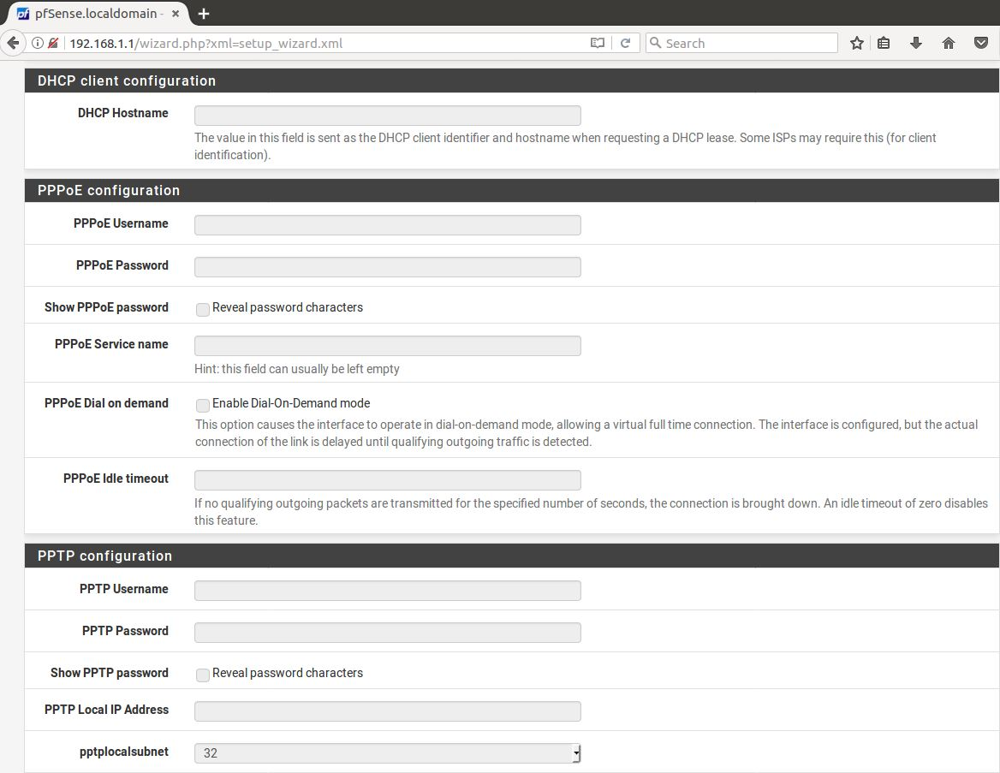 pf pfSense.localdomain -
192.168.1.1/wizard.php?xml=setup_wizard.xml
Search
DHCP client configuration
DHCP Hostname
The value in this field is sent as the DHCP client identifier and hostname when requesting a DHCP lease. Some ISPs may require this (for client
identification).
PPPoE configuration
PPPoE Username
PPPoE Password
Show PPPoE password
Reveal password characters
PPPoE Service name
Hint: this field can usually be left empty
PPPoE Dial on demand
Enable Dial-On-Demand mode
This option causes the interface to operate in dial-on-demand mode, allowing a virtual full time connection. The interface is configured, but the actual
connection of the link is delayed until qualifying outgoing traffic is detected.
PPPoE Idle timeout
If no qualifying outgoing packets are transmitted for the specified number of seconds, the connection is brought down. An idle timeout of zero disables
this feature.
PPTP configuration
PPTP Username
PPTP Password
Show PPTP password
Reveal password characters
PPTP Local IP Address
pptplocalsubnet
32